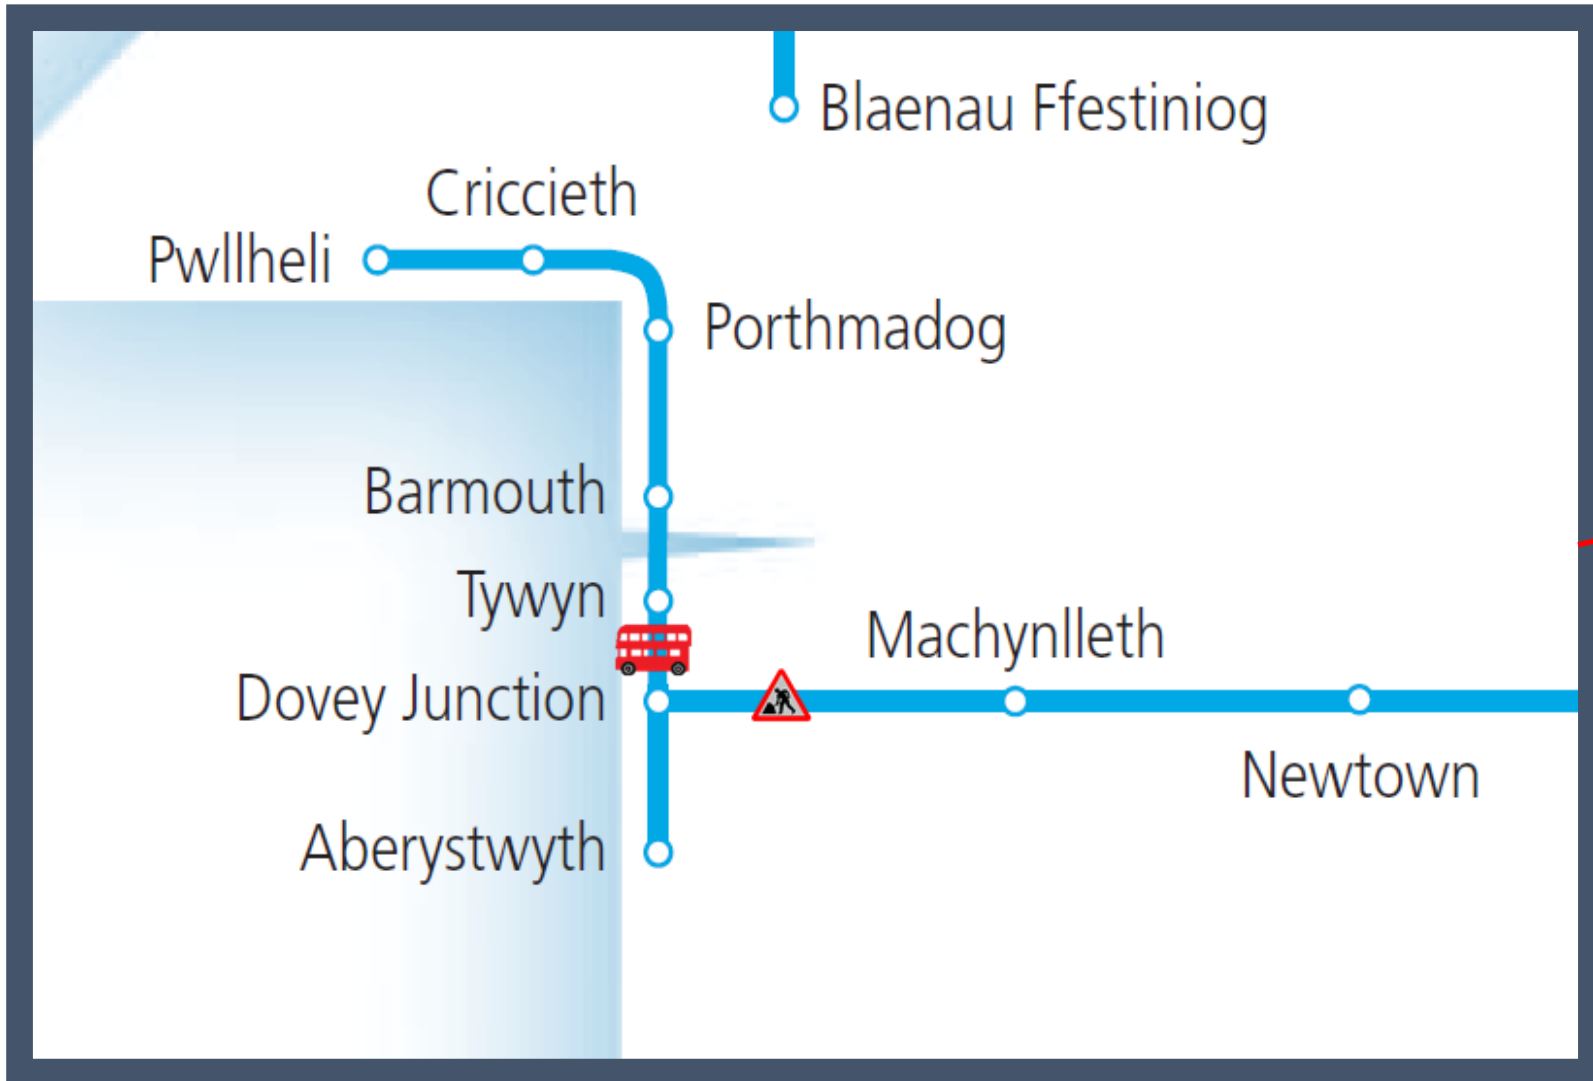 Blaenau Ffestiniog
Criccieth
Pwllheli
Porthmadog
Barmouth
Tywyn
Machynlleth
Dovey Junction
Newtown
Aberystwyth